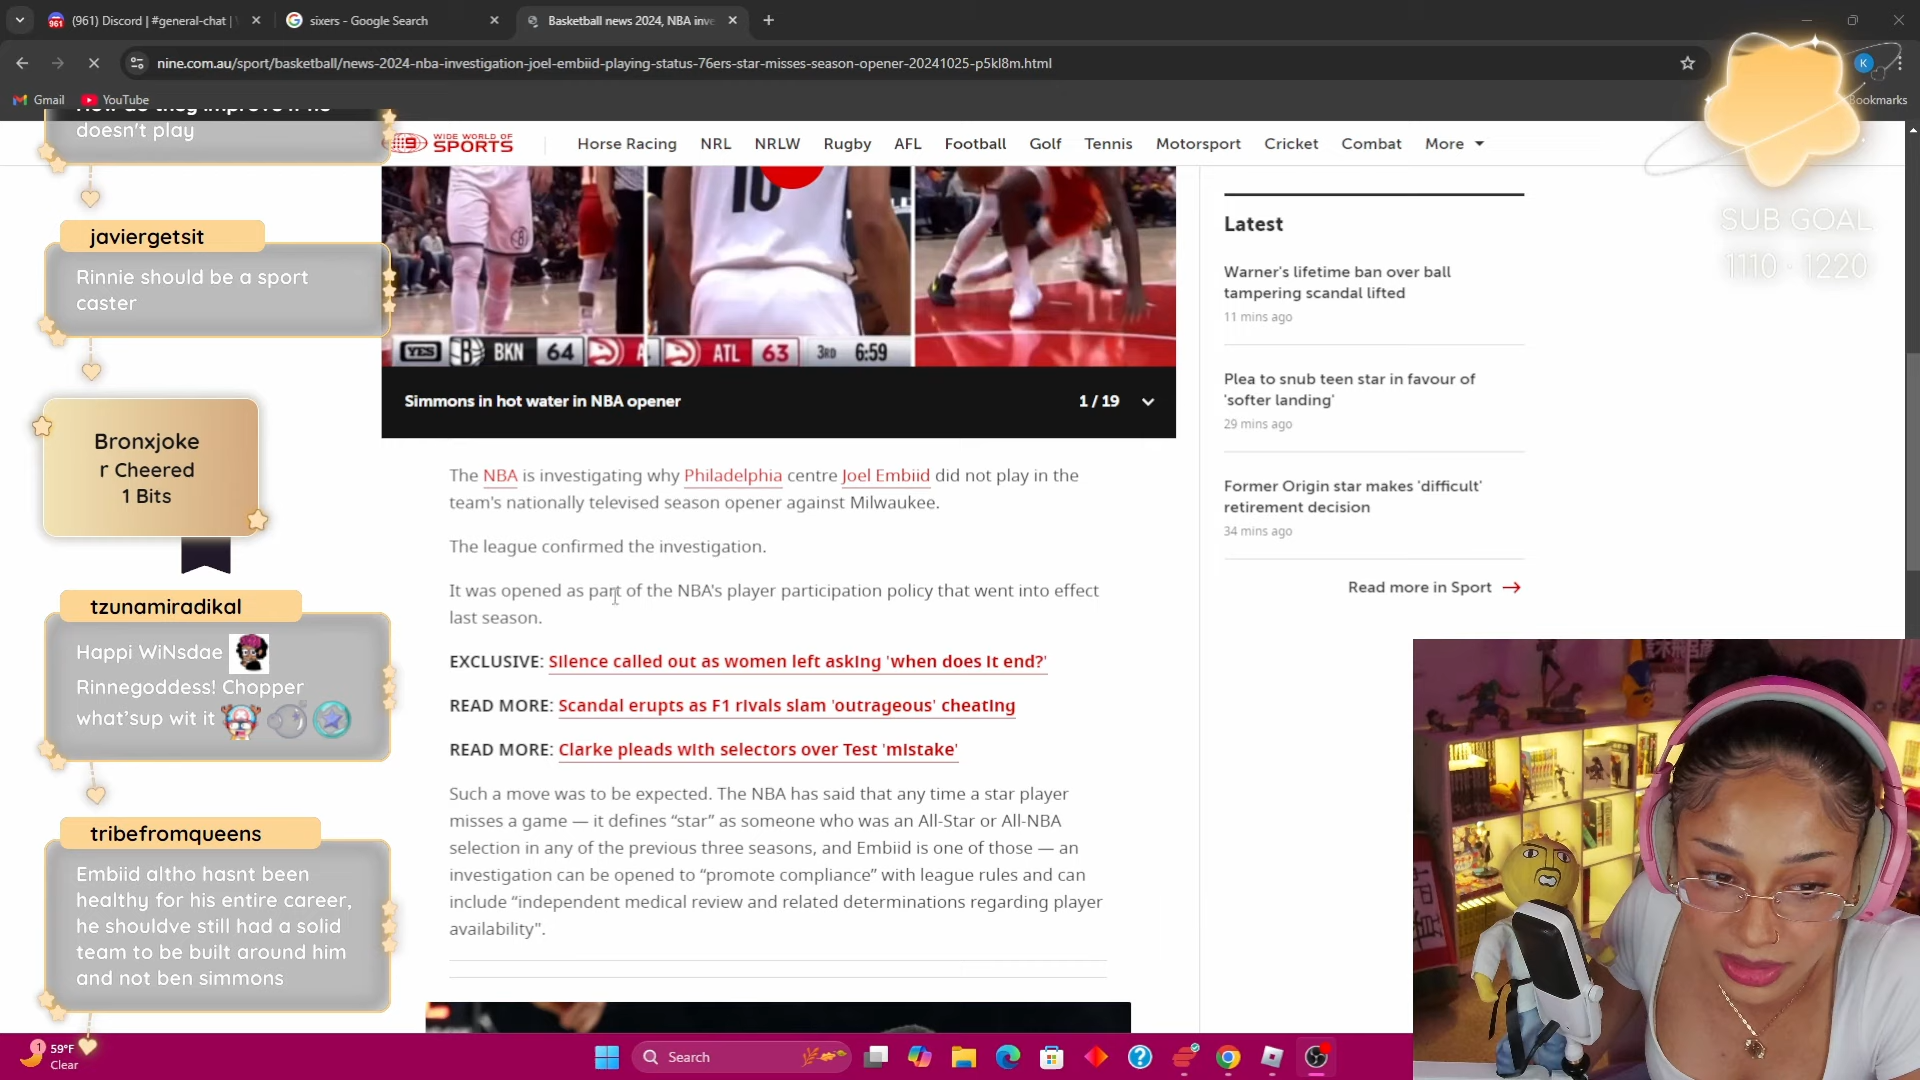 (961) Discord | #general-chat |
sixers - Google Search
Basketball news 2024, NBA inve
nine.com.au/sport/basketball/news-2024-nba-investigation-joel-embiid-playing-status-76ers-star-misses-season-opener-20241025-p5kl8m.html
K
Gmail
YouTube
Bookmarks
doesn't play
javiergetsit
Rinnie should be a sport
caster
Bronxjoke
r Cheered
1 Bits
tzunamiradikal
Happi WiNsdae
Rinnegoddess! Chopper
what'sup wit it
tribefromqueens
Embiid altho hasnt been
healthy for his entire career,
he shouldve still had a solid
team to be built around him
and not ben simmons
WIDE WORLD OF
SPORTS
Horse Racing
NRL
NRLW
Rugby
AFL
Football
Golf
Tennis
Motorsport
Cricket
Combat
More
YES
BKN
64
ATL
63
3RD
6:59
Simmons in hot water in NBA opener
1 / 19
The NBA is investigating why Philadelphia centre Joel Embiid did not play in the
team's nationally televised season opener against Milwaukee.
The league confirmed the investigation.
It was opened as part of the NBA's player participation policy that went into effect
last season.
EXCLUSIVE: Silence called out as women left asking 'when does it end?'
READ MORE: Scandal erupts as F1 rivals slam 'outrageous' cheating
READ MORE: Clarke pleads with selectors over Test 'mistake'
Such a move was to be expected. The NBA has said that any time a star player
misses a game — it defines “star” as someone who was an All-Star or All-NBA
selection in any of the previous three seasons, and Embiid is one of those — an
investigation can be opened to “promote compliance” with league rules and can
include “independent medical review and related determinations regarding player
availability".
Latest
Warner's lifetime ban over ball
tampering scandal lifted
11 mins ago
Plea to snub teen star in favour of
'softer landing'
29 mins ago
Former Origin star makes 'difficult'
retirement decision
34 mins ago
Read more in Sport
SUB GOAL
1110 - 1220
1
59°F
Clear
Search